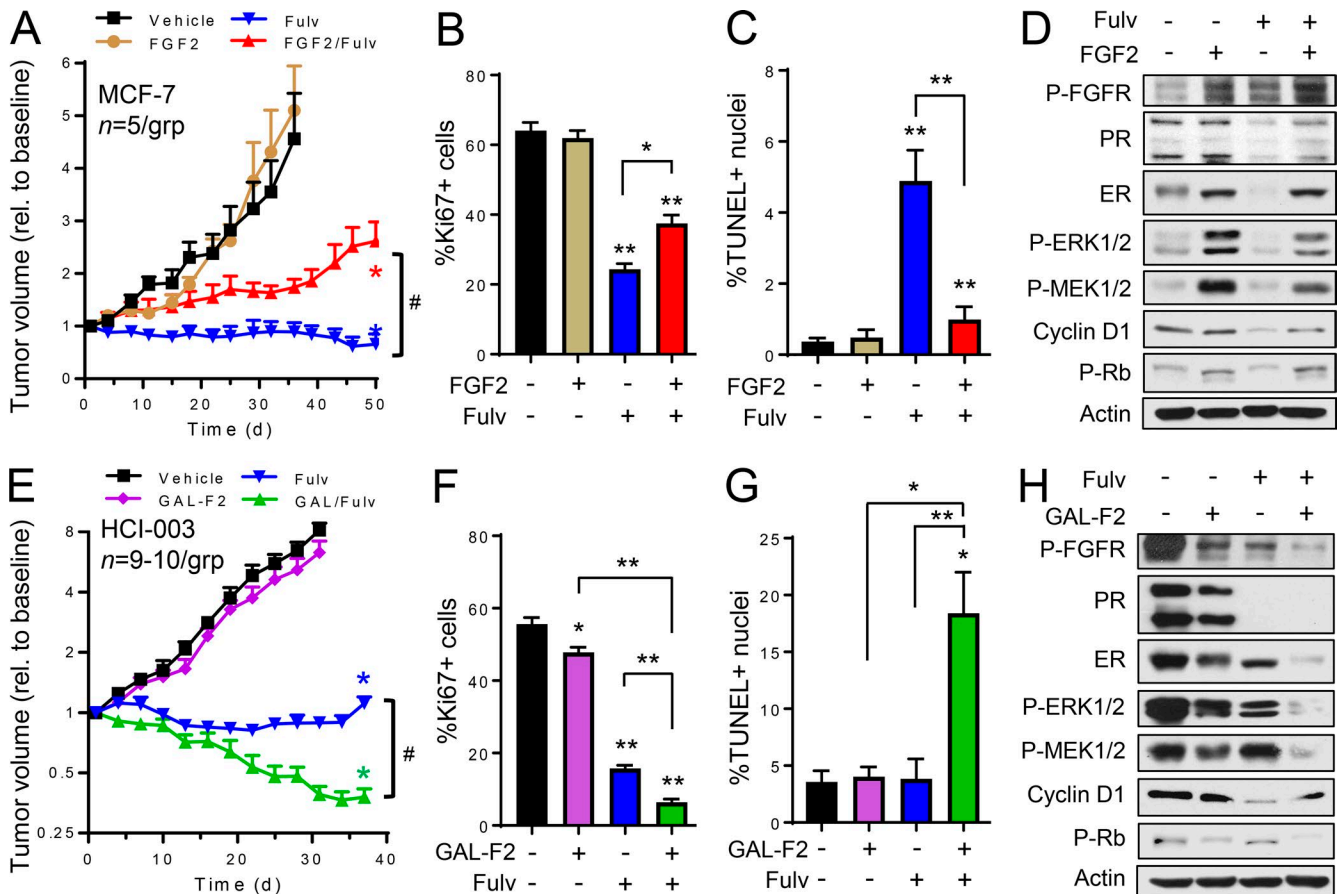 A
Vehicle
Fulv
FGF2
FGF2/Fulv
MCF-7
n=5/grp
Tumor volume (rel. to baseline)
6
5
4
3
2
1
0
0 10 20 30 40 50
Time (d)
*
*
#
B
%Ki67+ cells
80
60
40
20
0
**
**
*
FGF2 - + - +
Fulv - - + +
C
%TUNEL+ nuclei
8
6
4
2
0
**
**
**
FGF2 - + - +
Fulv - - + +
D
Fulv - - + +
FGF2 - + - +
P-FGFR
PR
ER
P-ERK1/2
P-MEK1/2
Cyclin D1
P-Rb
Actin
E
Vehicle
Fulv
GAL-F2
GAL/Fulv
HCI-003
n=9-10/grp
Tumor volume (rel. to baseline)
8
4
2
1
0.5
0.25
0 10 20 30 40
Time (d)
*
*
#
F
%Ki67+ cells
80
60
40
20
0
*
**
**
**
**
GAL-F2 - + - +
Fulv - - + +
G
%TUNEL+ nuclei
25
20
15
10
5
0
*
**
*
GAL-F2 - + - +
Fulv - - + +
H
Fulv - - + +
GAL-F2 - + - +
P-FGFR
PR
ER
P-ERK1/2
P-MEK1/2
Cyclin D1
P-Rb
Actin